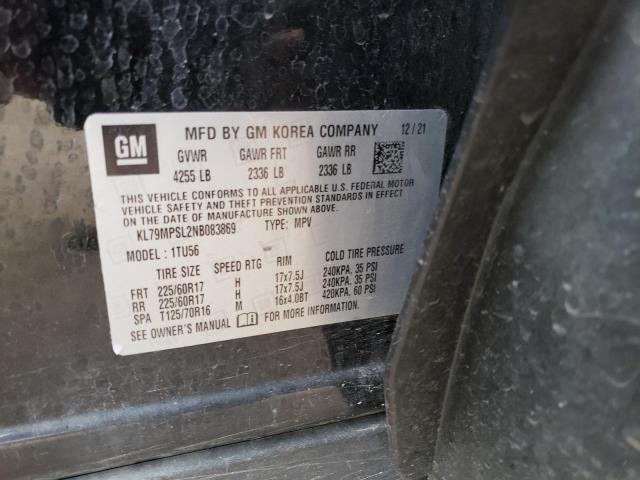 GM MFD BY GM KOREA COMPANY 12/21
GVWR GAWR FRT GAWR RR
4255 LB 2336 LB 2336 LB
THIS VEHICLE CONFORMS TO ALL APPLICABLE U.S. FEDERAL MOTOR
VEHICLE SAFETY AND THEFT PREVENTION STANDARDS IN EFFECT
ON THE DATE OF MANUFACTURE SHOWN ABOVE.
KL79MPSL2NB083869 TYPE: MPV
MODEL: 1TU56
TIRE SIZE SPEED RTG RIM COLD TIRE PRESSURE
FRT 225/60R17 H 17x7.5J 240KPA, 35 PSI
RR 225/60R17 H 17x7.5J 240KPA, 35 PSI
SPA T125/70R16 M 16x4.0BT 420KPA, 60 PSI
SEE OWNER'S MANUAL FOR MORE INFORMATION.